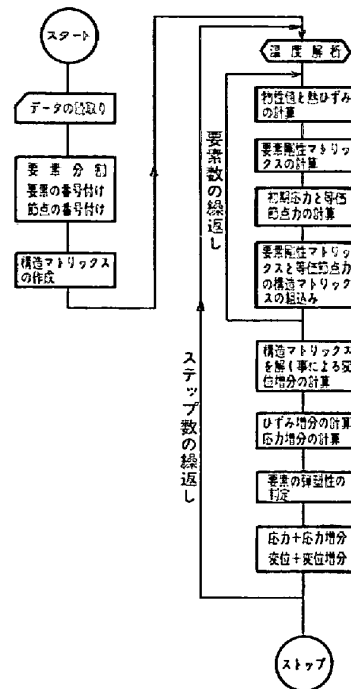 スタート
データの読取り
要素分割
要素の番号付け
節点の番号付け
構造マトリックス
の作成
温度解析
物性値と熱ひずみ
の計算
要素剛性マトリッ
クスの計算
初期応力と等価
節点力の計算
要素剛性マトリッ
クスと等価節点力
の構造マトリック
スの組込み
要素数の繰返し
構造マトリックス
を解く事による変
位増分の計算
ひずみ増分の計算
応力増分の計算
要素の弾塑性の
判定
応力+応力増分
変位+変位増分
ステップ数の繰返し
ストップ